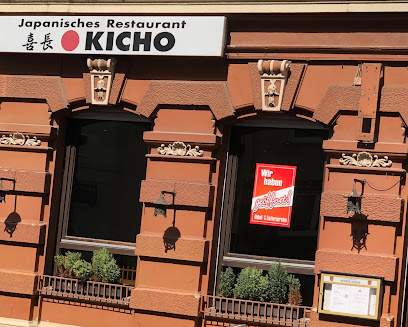 Japanisches Restaurant
喜長 KICHO
Wir
haben
geöffnet!